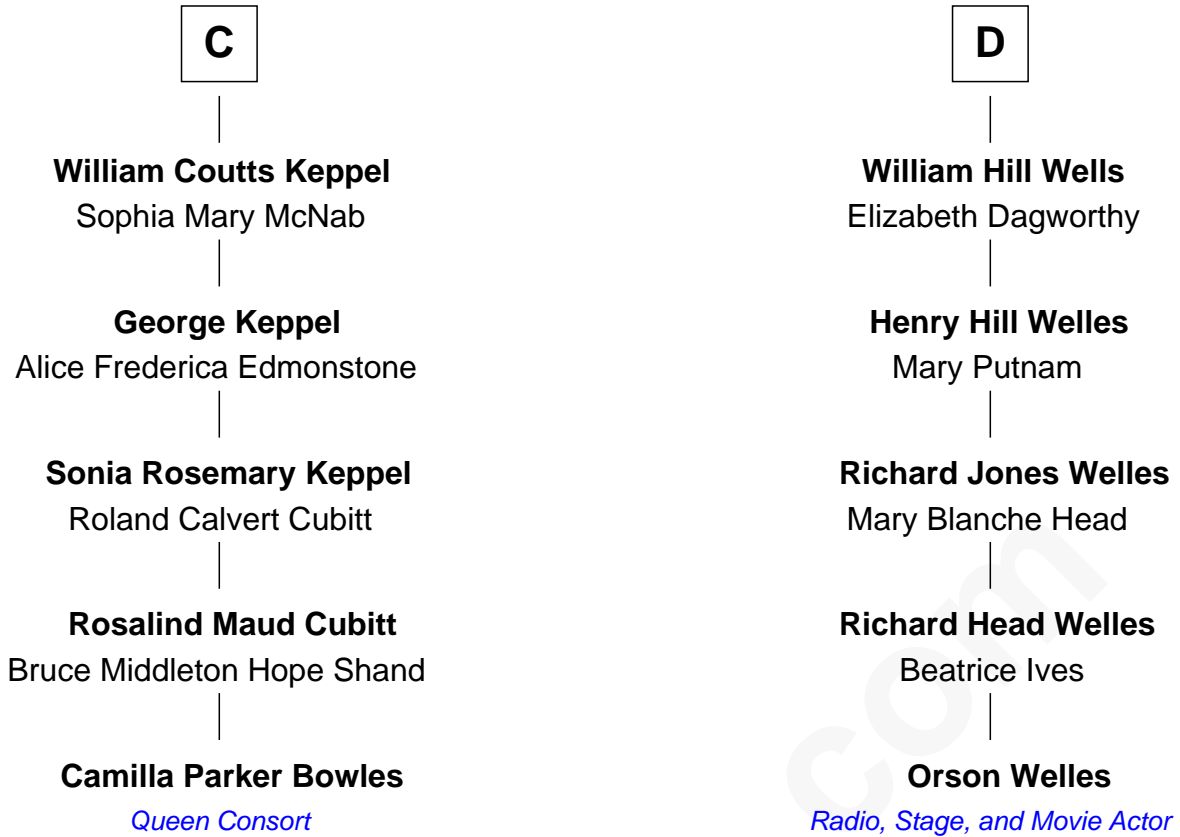 C
William Coutts Keppel
Sophia Mary McNab
George Keppel
Alice Frederica Edmonstone
Sonia Rosemary Keppel
Roland Calvert Cubitt
Rosalind Maud Cubitt
Bruce Middleton Hope Shand
Camilla Parker Bowles
Queen Consort
D
William Hill Wells
Elizabeth Dagworthy
Henry Hill Welles
Mary Putnam
Richard Jones Welles
Mary Blanche Head
Richard Head Welles
Beatrice Ives
Orson Welles
Radio, Stage, and Movie Actor
com